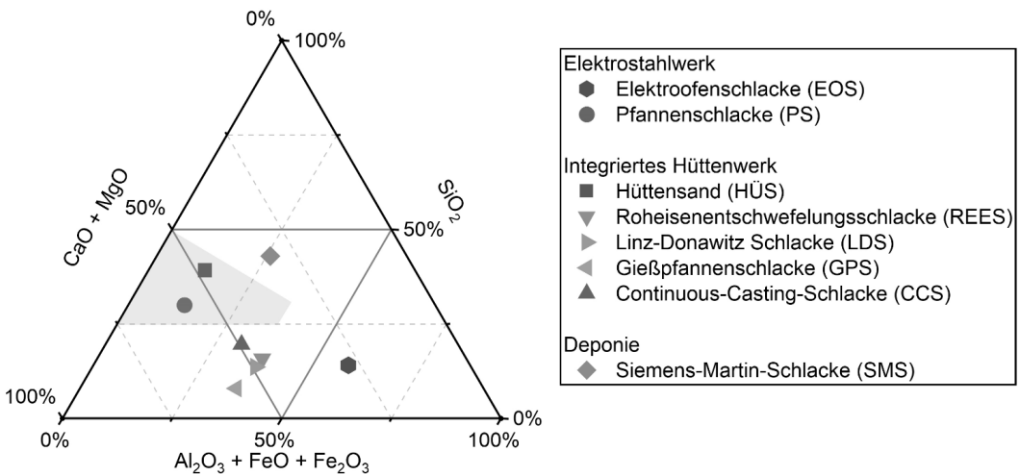 0%
100%
CaO + MgO
SiO₂
50%
50%
100%
0%
0%
50%
100%
Al₂O₃ + FeO + Fe₂O₃
Elektrostahlwerk
Elektroofenschlacke (EOS)
Pfannenschlacke (PS)
Integriertes Hüttenwerk
Hüttensand (HÜS)
Roheisenentschwefelungsschlacke (REES)
Linz-Donawitz Schlacke (LDS)
Gießpfannenschlacke (GPS)
Continuous-Casting-Schlacke (CCS)
Deponie
Siemens-Martin-Schlacke (SMS)